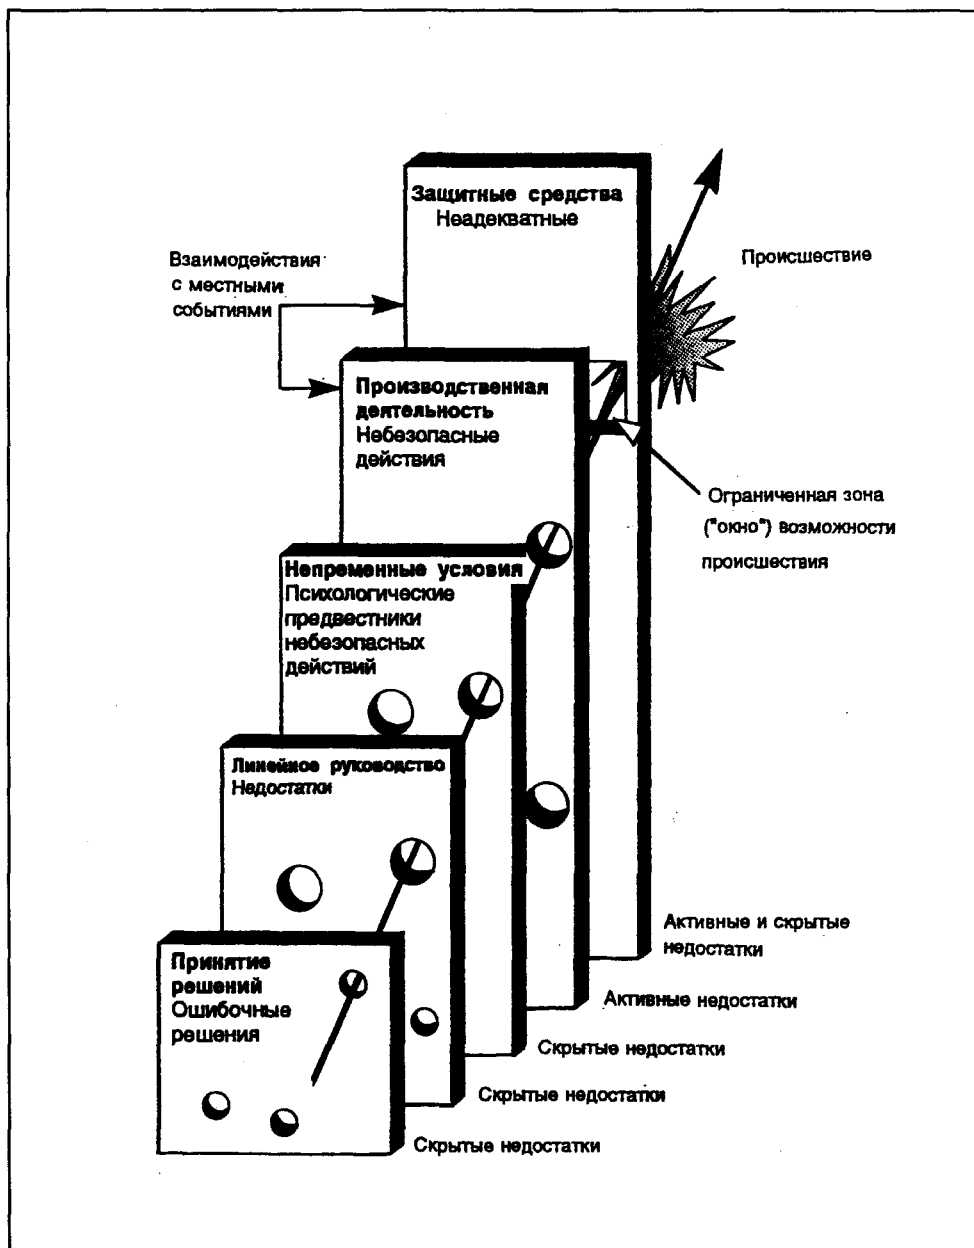 Защитные средства
Неадекватные
Происшествие
Взаимодействия
с местными
событиями
Производственная
деятельность
Небезопасные
действия
Ограниченная зона
("окно") возможности
происшествия
Непременные условия
Психологические
предвестники
небезопасных
действий
Линейное руководство
Недостатки
Принятие
решений
Ошибочные
решения
Активные и скрытые
недостатки
Активные недостатки
Скрытые недостатки
Скрытые недостатки
Скрытые недостатки